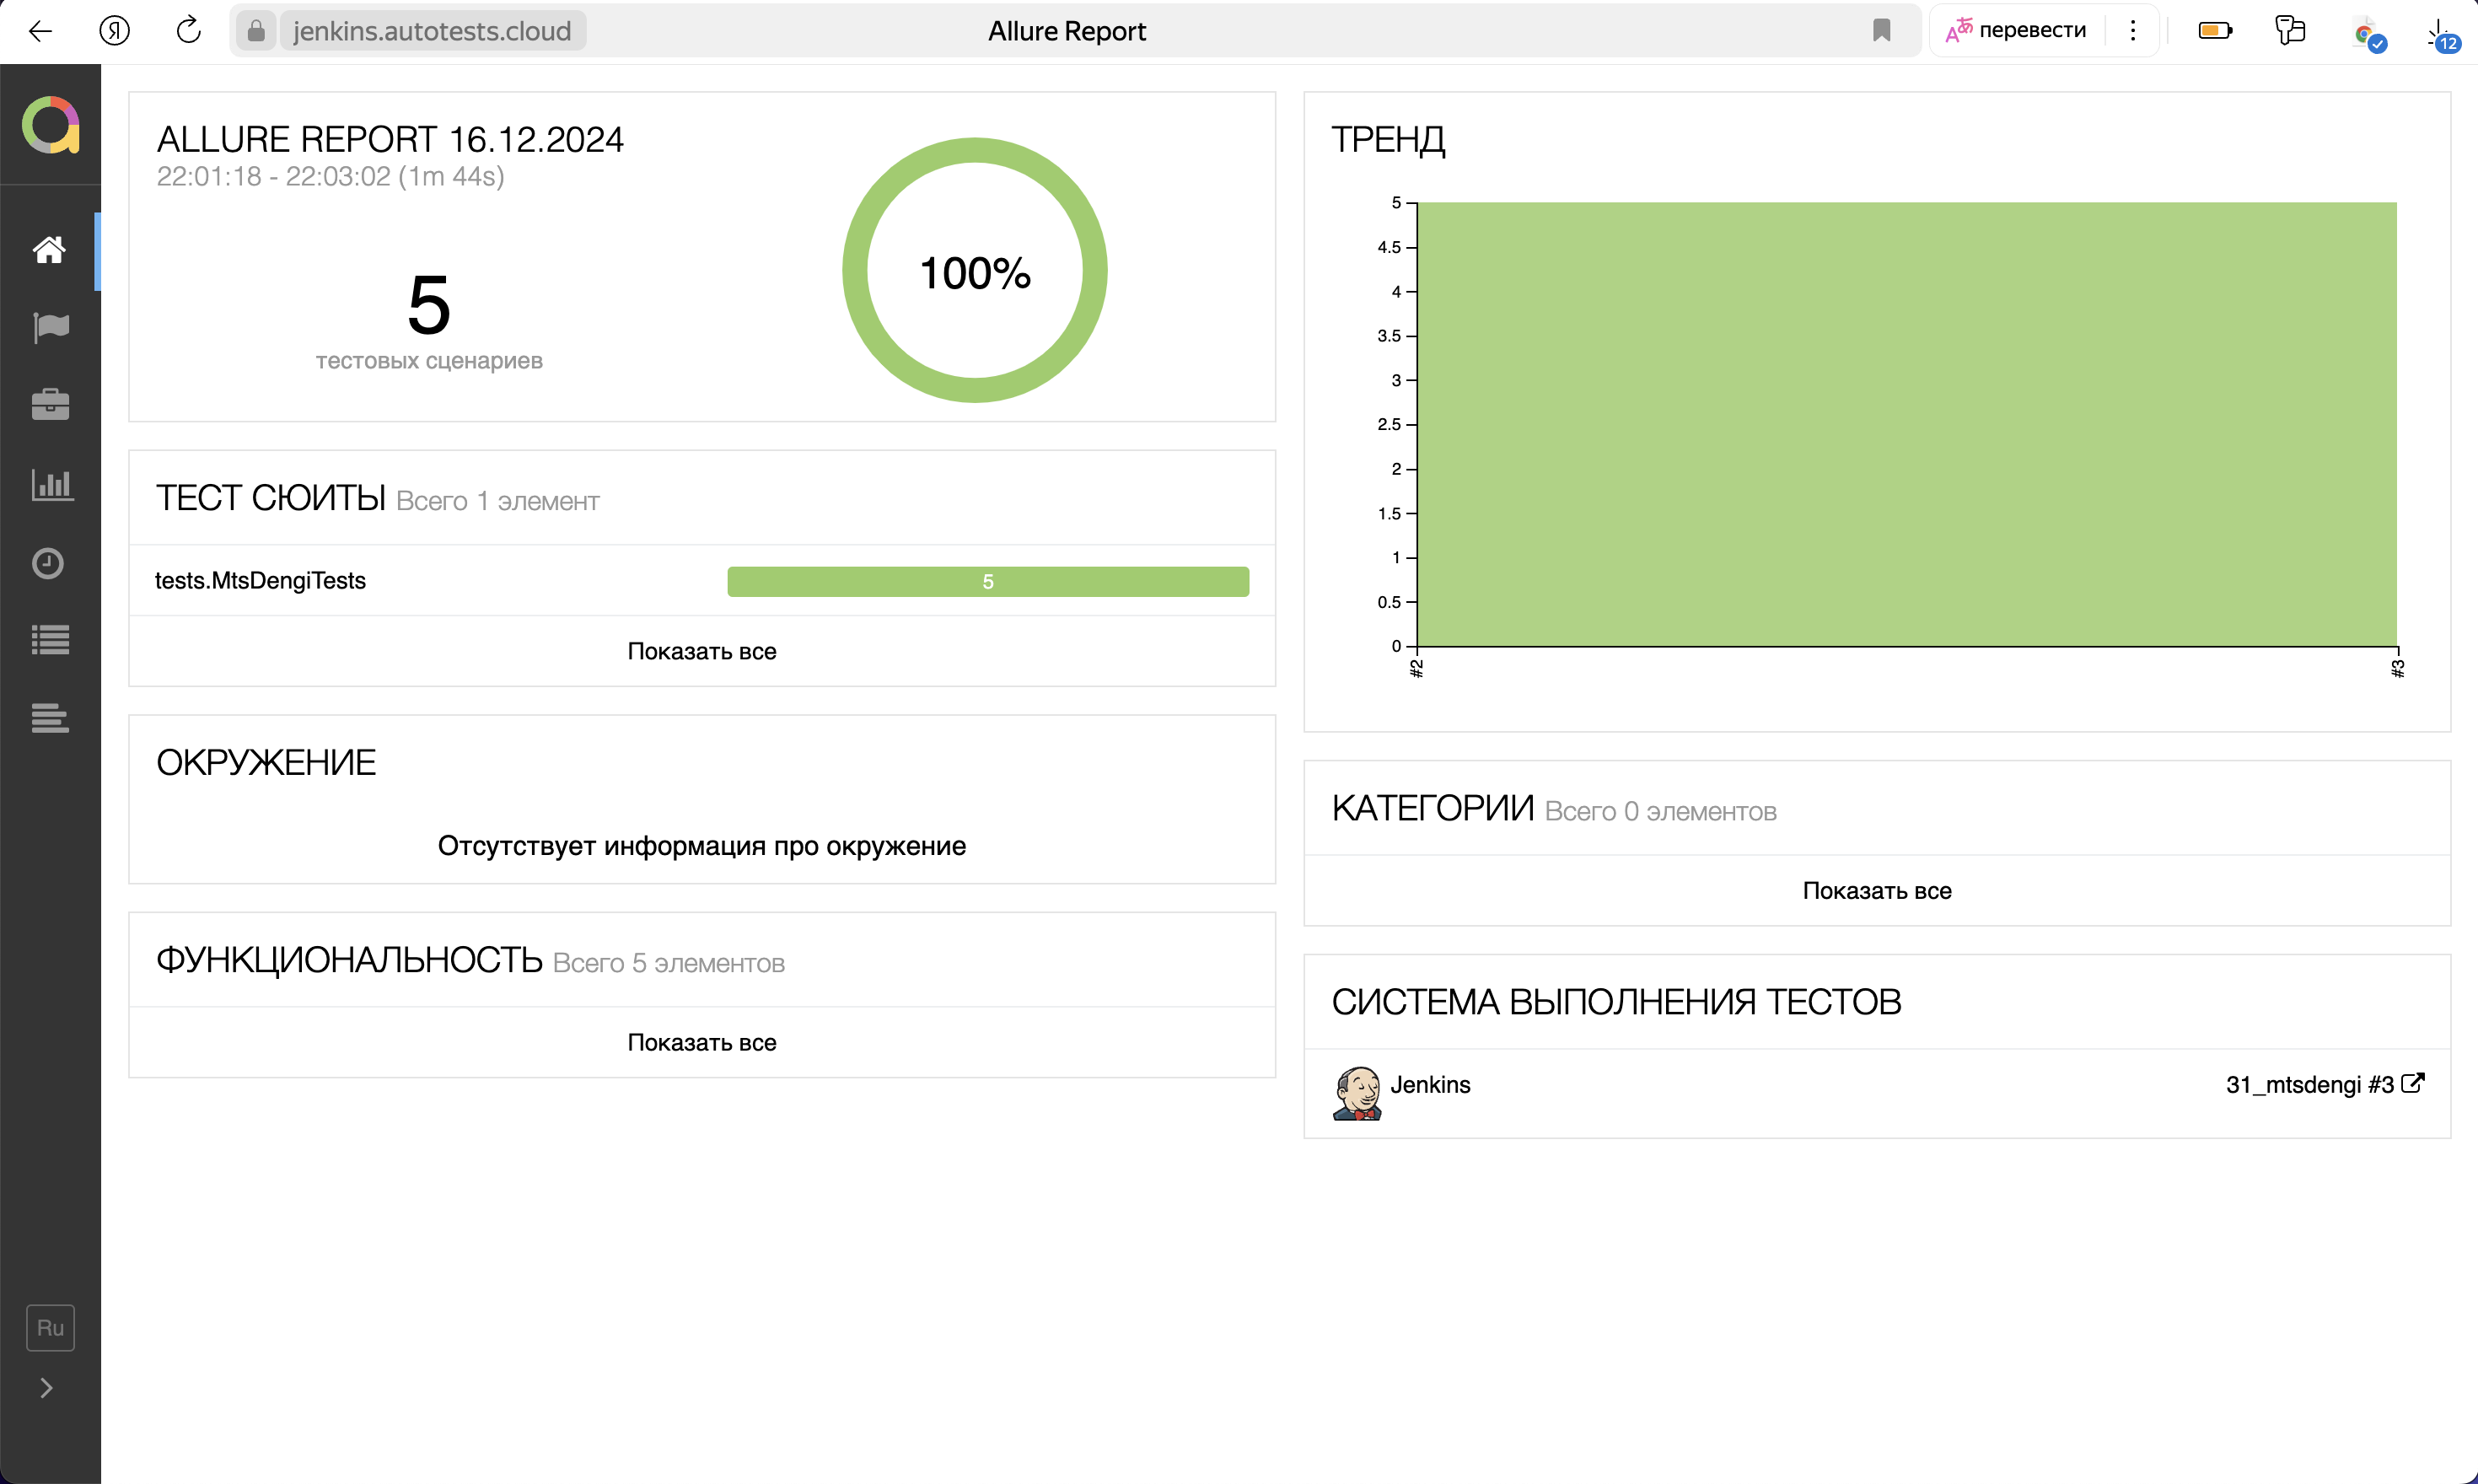 jenkins.autotests.cloud
Allure Report
перевести
12
ALLURE REPORT 16.12.2024
22:01:18 - 22:03:02 (1m 44s)
5
тестовых сценариев
100%
ТЕСТ СЮИТЫ Всего 1 элемент
tests.MtsDengiTests
5
Показать все
ОКРУЖЕНИЕ
Отсутствует информация про окружение
ФУНКЦИОНАЛЬНОСТЬ Всего 5 элементов
Показать все
ТРЕНД
5
4.5
4
3.5
3
2.5
2
1.5
1
0.5
0
#2
#3
КАТЕГОРИИ Всего 0 элементов
Показать все
СИСТЕМА ВЫПОЛНЕНИЯ ТЕСТОВ
Jenkins
31_mtsdengi #3
Ru